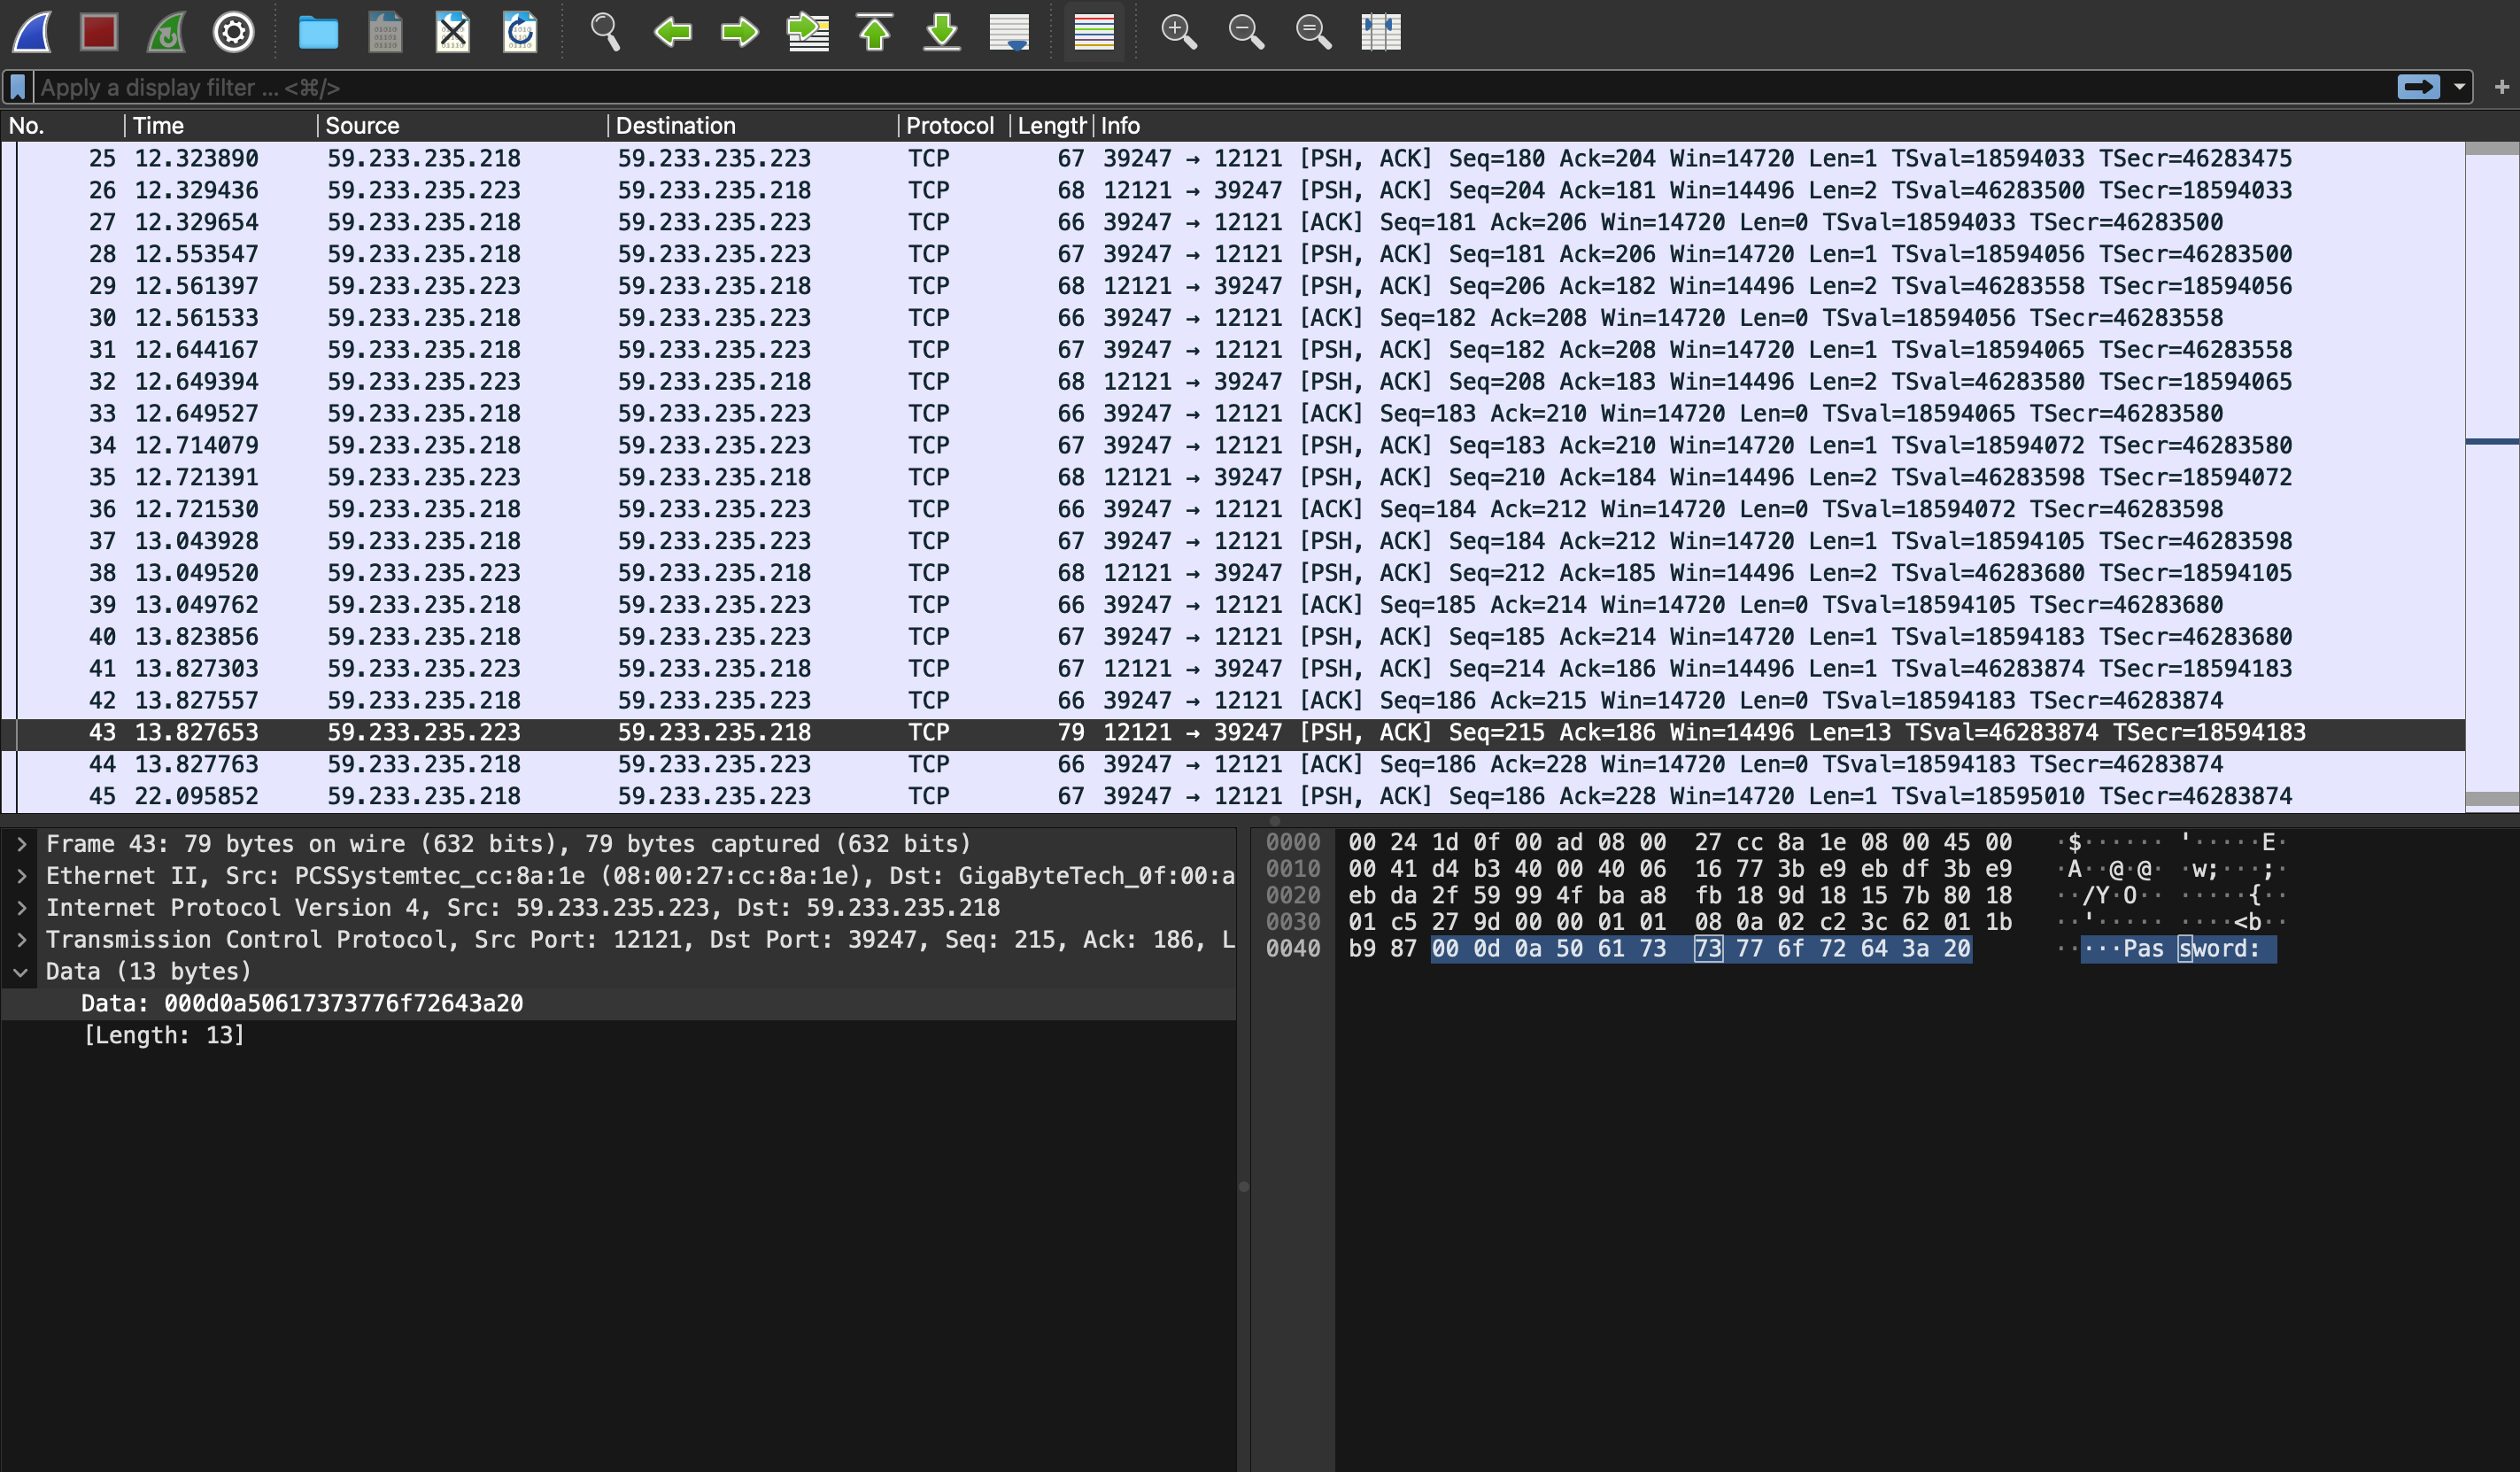 Apply a display filter ... <⌘/>
No. Time Source Destination Protocol Length Info
25 12.323890 59.233.235.218 59.233.235.223 TCP 67 39247 → 12121 [PSH, ACK] Seq=180 Ack=204 Win=14720 Len=1 TSval=18594033 TSecr=46283475
26 12.329436 59.233.235.223 59.233.235.218 TCP 68 12121 → 39247 [PSH, ACK] Seq=204 Ack=181 Win=14496 Len=2 TSval=46283500 TSecr=18594033
27 12.329654 59.233.235.218 59.233.235.223 TCP 66 39247 → 12121 [ACK] Seq=181 Ack=206 Win=14720 Len=0 TSval=18594033 TSecr=46283500
28 12.553547 59.233.235.218 59.233.235.223 TCP 67 39247 → 12121 [PSH, ACK] Seq=181 Ack=206 Win=14720 Len=1 TSval=18594056 TSecr=46283500
29 12.561397 59.233.235.223 59.233.235.218 TCP 68 12121 → 39247 [PSH, ACK] Seq=206 Ack=182 Win=14496 Len=2 TSval=46283558 TSecr=18594056
30 12.561533 59.233.235.218 59.233.235.223 TCP 66 39247 → 12121 [ACK] Seq=182 Ack=208 Win=14720 Len=0 TSval=18594056 TSecr=46283558
31 12.644167 59.233.235.218 59.233.235.223 TCP 67 39247 → 12121 [PSH, ACK] Seq=182 Ack=208 Win=14720 Len=1 TSval=18594065 TSecr=46283558
32 12.649394 59.233.235.223 59.233.235.218 TCP 68 12121 → 39247 [PSH, ACK] Seq=208 Ack=183 Win=14496 Len=2 TSval=46283580 TSecr=18594065
33 12.649527 59.233.235.218 59.233.235.223 TCP 66 39247 → 12121 [ACK] Seq=183 Ack=210 Win=14720 Len=0 TSval=18594065 TSecr=46283580
34 12.714079 59.233.235.218 59.233.235.223 TCP 67 39247 → 12121 [PSH, ACK] Seq=183 Ack=210 Win=14720 Len=1 TSval=18594072 TSecr=46283580
35 12.721391 59.233.235.223 59.233.235.218 TCP 68 12121 → 39247 [PSH, ACK] Seq=210 Ack=184 Win=14496 Len=2 TSval=46283598 TSecr=18594072
36 12.721530 59.233.235.218 59.233.235.223 TCP 66 39247 → 12121 [ACK] Seq=184 Ack=212 Win=14720 Len=0 TSval=18594072 TSecr=46283598
37 13.043928 59.233.235.218 59.233.235.223 TCP 67 39247 → 12121 [PSH, ACK] Seq=184 Ack=212 Win=14720 Len=1 TSval=18594105 TSecr=46283598
38 13.049520 59.233.235.223 59.233.235.218 TCP 68 12121 → 39247 [PSH, ACK] Seq=212 Ack=185 Win=14496 Len=2 TSval=46283680 TSecr=18594105
39 13.049762 59.233.235.218 59.233.235.223 TCP 66 39247 → 12121 [ACK] Seq=185 Ack=214 Win=14720 Len=0 TSval=18594105 TSecr=46283680
40 13.823856 59.233.235.218 59.233.235.223 TCP 67 39247 → 12121 [PSH, ACK] Seq=185 Ack=214 Win=14720 Len=1 TSval=18594183 TSecr=46283680
41 13.827303 59.233.235.223 59.233.235.218 TCP 67 12121 → 39247 [PSH, ACK] Seq=214 Ack=186 Win=14496 Len=1 TSval=46283874 TSecr=18594183
42 13.827557 59.233.235.218 59.233.235.223 TCP 66 39247 → 12121 [ACK] Seq=186 Ack=215 Win=14720 Len=0 TSval=18594183 TSecr=46283874
43 13.827653 59.233.235.223 59.233.235.218 TCP 79 12121 → 39247 [PSH, ACK] Seq=215 Ack=186 Win=14496 Len=13 TSval=46283874 TSecr=18594183
44 13.827763 59.233.235.218 59.233.235.223 TCP 66 39247 → 12121 [ACK] Seq=186 Ack=228 Win=14720 Len=0 TSval=18594183 TSecr=46283874
45 22.095852 59.233.235.218 59.233.235.223 TCP 67 39247 → 12121 [PSH, ACK] Seq=186 Ack=228 Win=14720 Len=1 TSval=18595010 TSecr=46283874
Frame 43: 79 bytes on wire (632 bits), 79 bytes captured (632 bits)
Ethernet II, Src: PCSSystemtec_cc:8a:1e (08:00:27:cc:8a:1e), Dst: GigaByteTech_0f:00:a
Internet Protocol Version 4, Src: 59.233.235.223, Dst: 59.233.235.218
Transmission Control Protocol, Src Port: 12121, Dst Port: 39247, Seq: 215, Ack: 186, L
Data (13 bytes)
Data: 000d0a50617373776f72643a20
[Length: 13]
0000 00 24 1d 0f 00 ad 08 00 27 cc 8a 1e 08 00 45 00 ·$······ '·····E·
0010 00 41 d4 b3 40 00 40 06 16 77 3b e9 eb df 3b e9 ·A··@·@· ·w;···;·
0020 eb da 2f 59 99 4f ba a8 fb 18 9d 18 15 7b 80 18 ··/Y·O·· ·····{··
0030 01 c5 27 9d 00 00 01 01 08 0a 02 c2 3c 62 01 1b ··'····· ····<b··
0040 b9 87 00 0d 0a 50 61 73 73 77 6f 72 64 3a 20 ·····Pas sword: